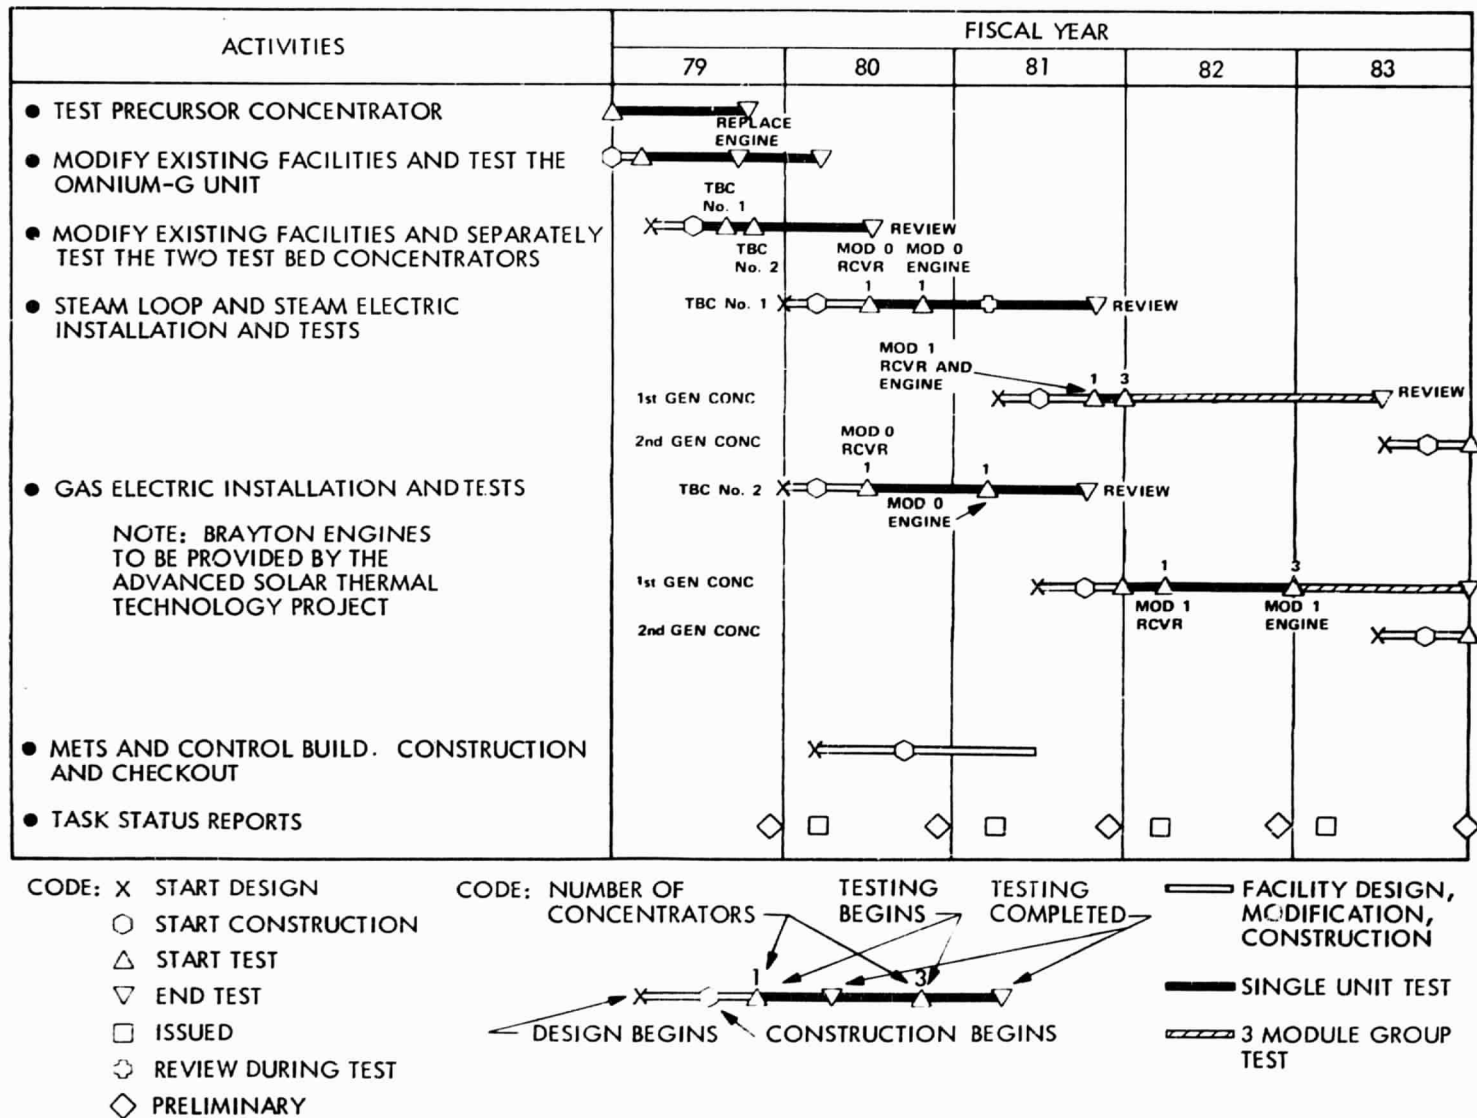 ACTIVITIES
FISCAL YEAR
79 80 81 82 83
● TEST PRECURSOR CONCENTRATOR
REPLACE
ENGINE
● MODIFY EXISTING FACILITIES AND TEST THE
OMNIUM-G UNIT
TBC
No. 1
● MODIFY EXISTING FACILITIES AND SEPARATELY
TEST THE TWO TEST BED CONCENTRATORS
REVIEW
TBC
No. 2
MOD 0
RCVR
MOD 0
ENGINE
● STEAM LOOP AND STEAM ELECTRIC
INSTALLATION AND TESTS
TBC No. 1
1 1
REVIEW
MOD 1
RCVR AND
ENGINE
1st GEN CONC
1 3
REVIEW
2nd GEN CONC
MOD 0
RCVR
● GAS ELECTRIC INSTALLATION AND TESTS
TBC No. 2
1 1
REVIEW
MOD 0
ENGINE
NOTE: BRAYTON ENGINES
TO BE PROVIDED BY THE
ADVANCED SOLAR THERMAL
TECHNOLOGY PROJECT
1st GEN CONC
1 3
MOD 1
RCVR
MOD 1
ENGINE
2nd GEN CONC
● METS AND CONTROL BUILD. CONSTRUCTION
AND CHECKOUT
● TASK STATUS REPORTS
CODE: X START DESIGN
START CONSTRUCTION
START TEST
END TEST
ISSUED
REVIEW DURING TEST
PRELIMINARY
CODE: NUMBER OF
CONCENTRATORS
TESTING
BEGINS
TESTING
COMPLETED
1 3
DESIGN BEGINS
CONSTRUCTION BEGINS
FACILITY DESIGN,
MODIFICATION,
CONSTRUCTION
SINGLE UNIT TEST
3 MODULE GROUP
TEST